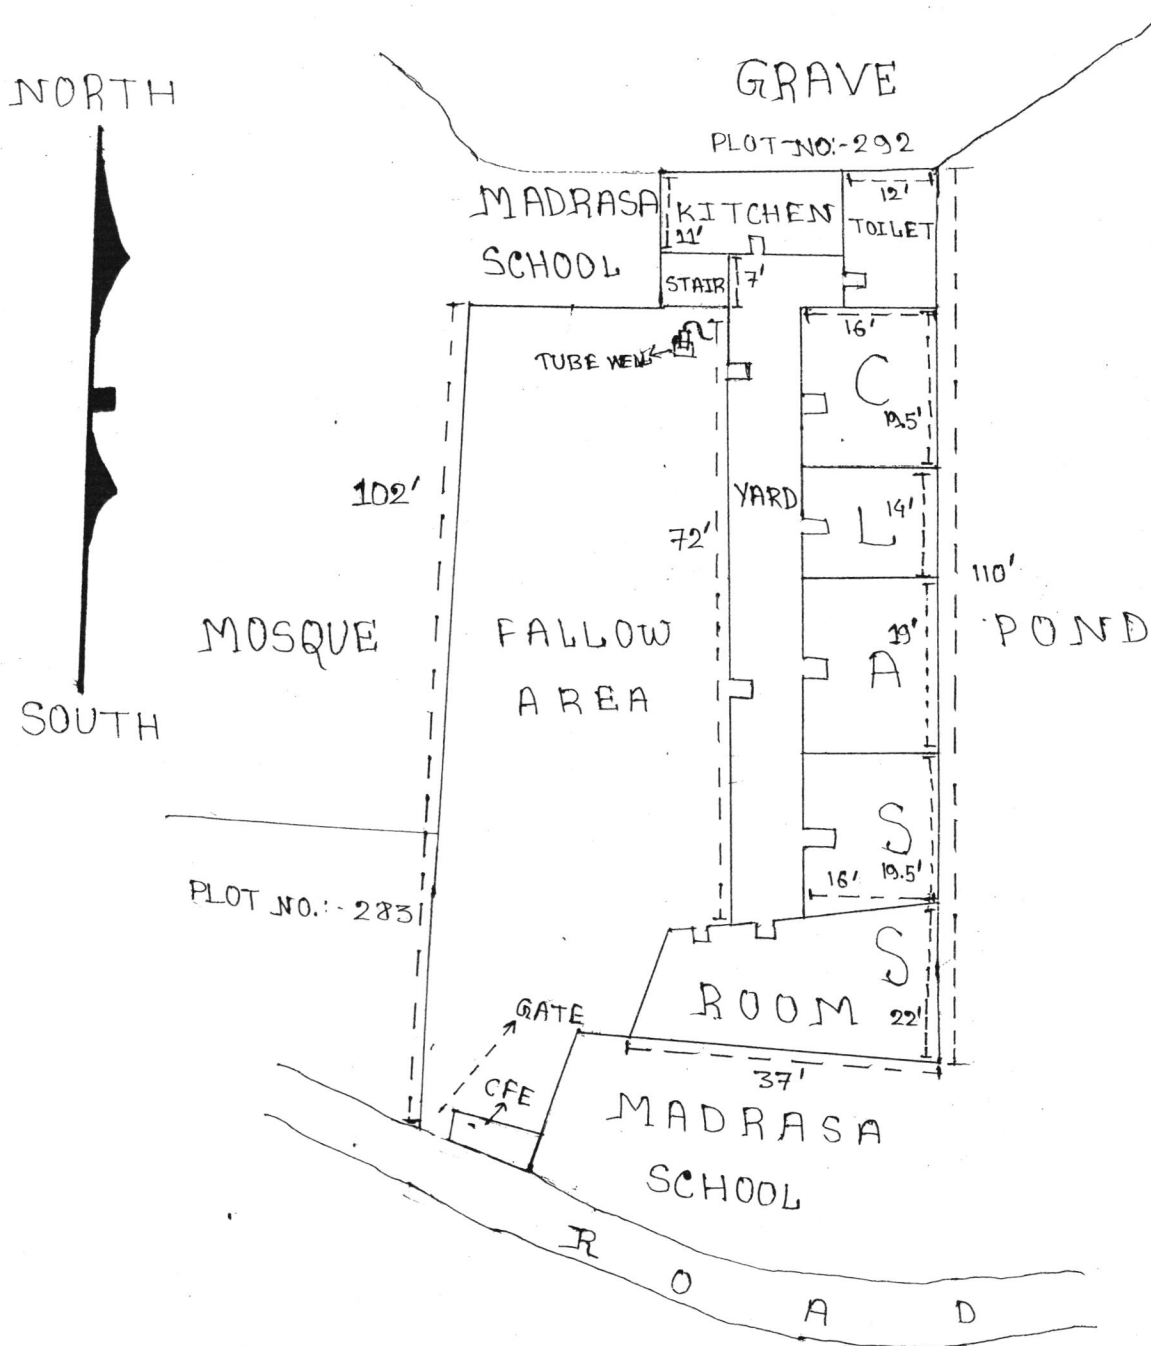 NORTH
GRAVE
PLOT NO:-292
MADRASA
SCHOOL
KITCHEN
11'
12'
TOILET
STAIR
7'
16'
TUBE WELL
C
19.5'
102'
YARD
14'
L
72'
110'
MOSQUE
FALLOW
AREA
19'
A
POND
SOUTH
S
16'
19.5'
PLOT NO.:-283
S
ROOM
22'
GATE
37'
CFE
MADRASA
SCHOOL
ROAD